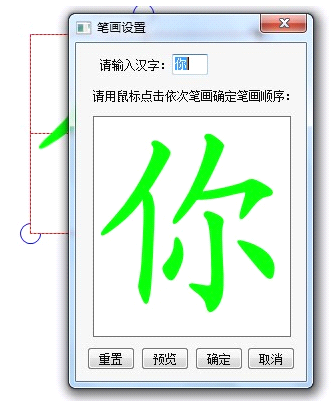 笔画设置
请输入汉字：你
请用鼠标点击依次笔画确定笔画顺序：
你
重置 预览 确定 取消